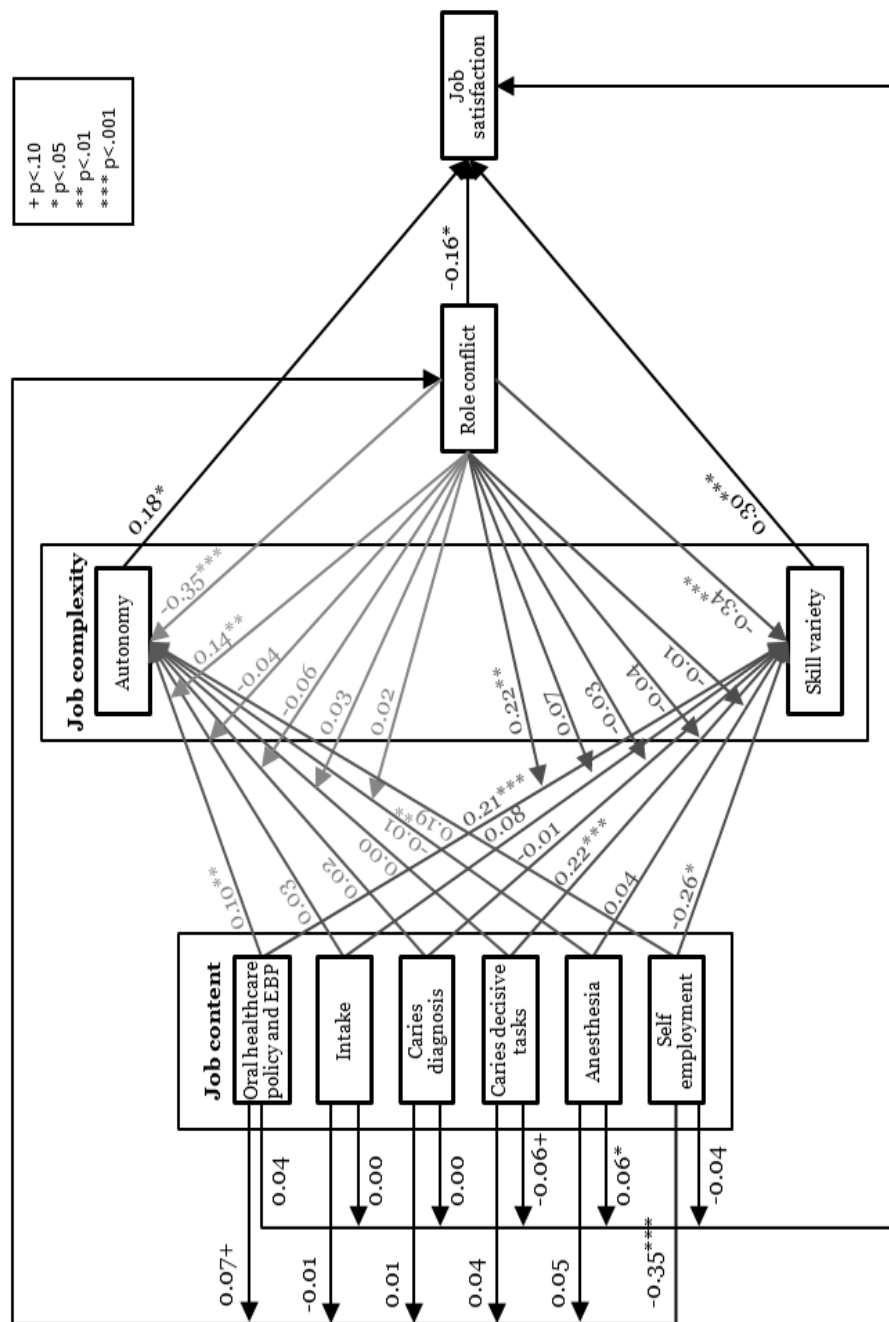 + p<.10
* p<.05
** p<.01
*** p<.001
Job
satisfaction
-0.16*
Role conflict
0.18*
0.30***
Job complexity
Autonomy
Skill variety
-0.35***
0.14**
-0.04
-0.06
0.03
0.02
0.22**
0.07
-0.03
-0.04
-0.01
-0.34***
0.10**
0.03
0.02
0.00
-0.01
0.19**
0.21***
0.08
-0.01
0.22***
0.04
-0.26*
Job content
Oral healthcare
policy and EBP
Intake
Caries
diagnosis
Caries decisive
tasks
Anesthesia
Self
employment
0.04
0.00
0.00
-0.06+
0.06*
-0.04
0.07+
-0.01
0.01
0.04
0.05
-0.35***